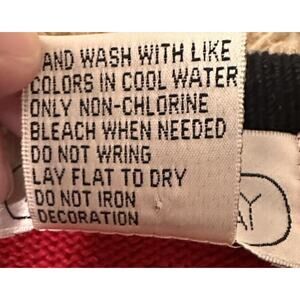 AND WASH WITH LIKE
COLORS IN COOL WATER
ONLY NON-CHLORINE
BLEACH WHEN NEEDED
DO NOT WRING
LAY FLAT TO DRY
DO NOT IRON
DECORATION
AY